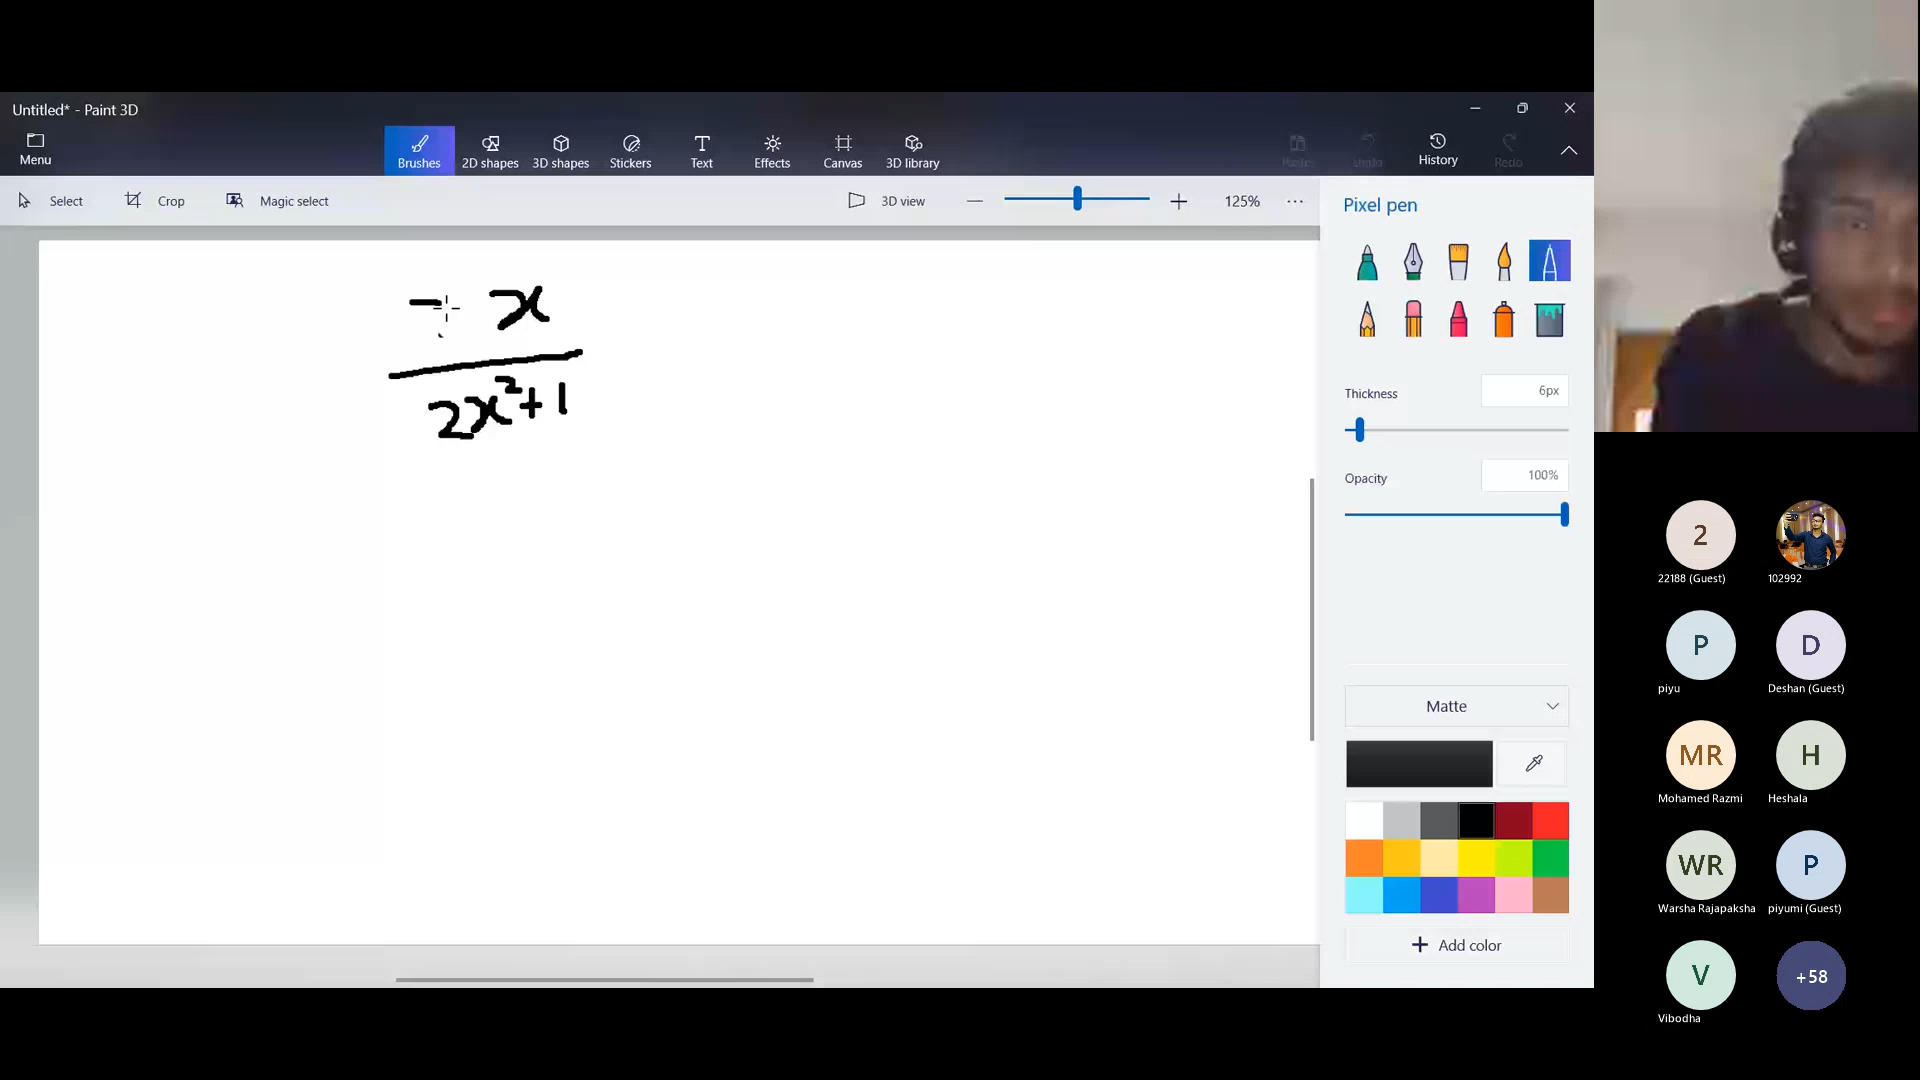 Untitled* - Paint 3D
Menu
Brushes
2D shapes
3D shapes
Stickers
Text
Effects
Canvas
3D library
Paste
Undo
History
Redo
Select
Crop
Magic select
3D view
125%
Pixel pen
Thickness
6px
Opacity
100%
Matte
+ Add color
- x
2x²+1
2
22188 (Guest)
102992
P
piyu
D
Deshan (Guest)
MR
Mohamed Razmi
H
Heshala
WR
Warsha Rajapaksha
P
piyumi (Guest)
V
Vibodha
+58